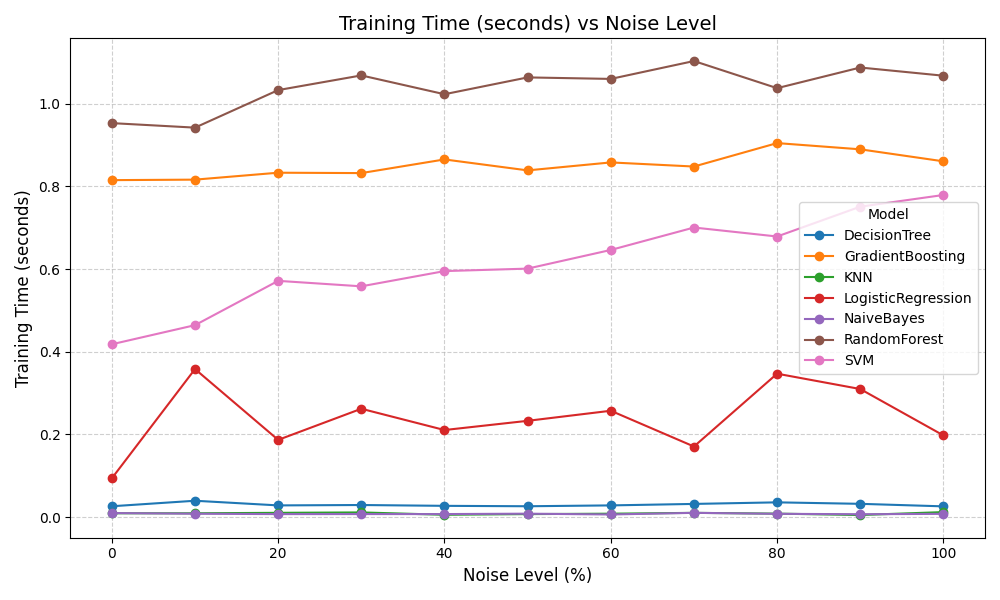 Training Time (seconds) vs Noise Level
Training Time (seconds)
1.0
0.8
0.6
0.4
0.2
0.0
Model
DecisionTree
GradientBoosting
KNN
LogisticRegression
NaiveBayes
RandomForest
SVM
0 20 40 60 80 100
Noise Level (%)